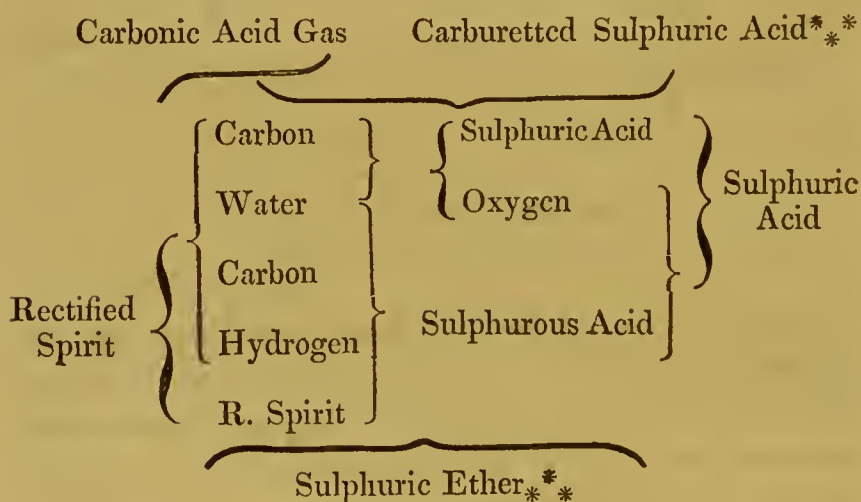 Carbonic Acid Gas Carburetted Sulphuric Acid***
Carbon Sulphuric Acid
Water Oxygen
Sulphuric
Acid
Carbon
Rectified
Spirit
Hydrogen
Sulphurous Acid
R. Spirit
Sulphuric Ether***